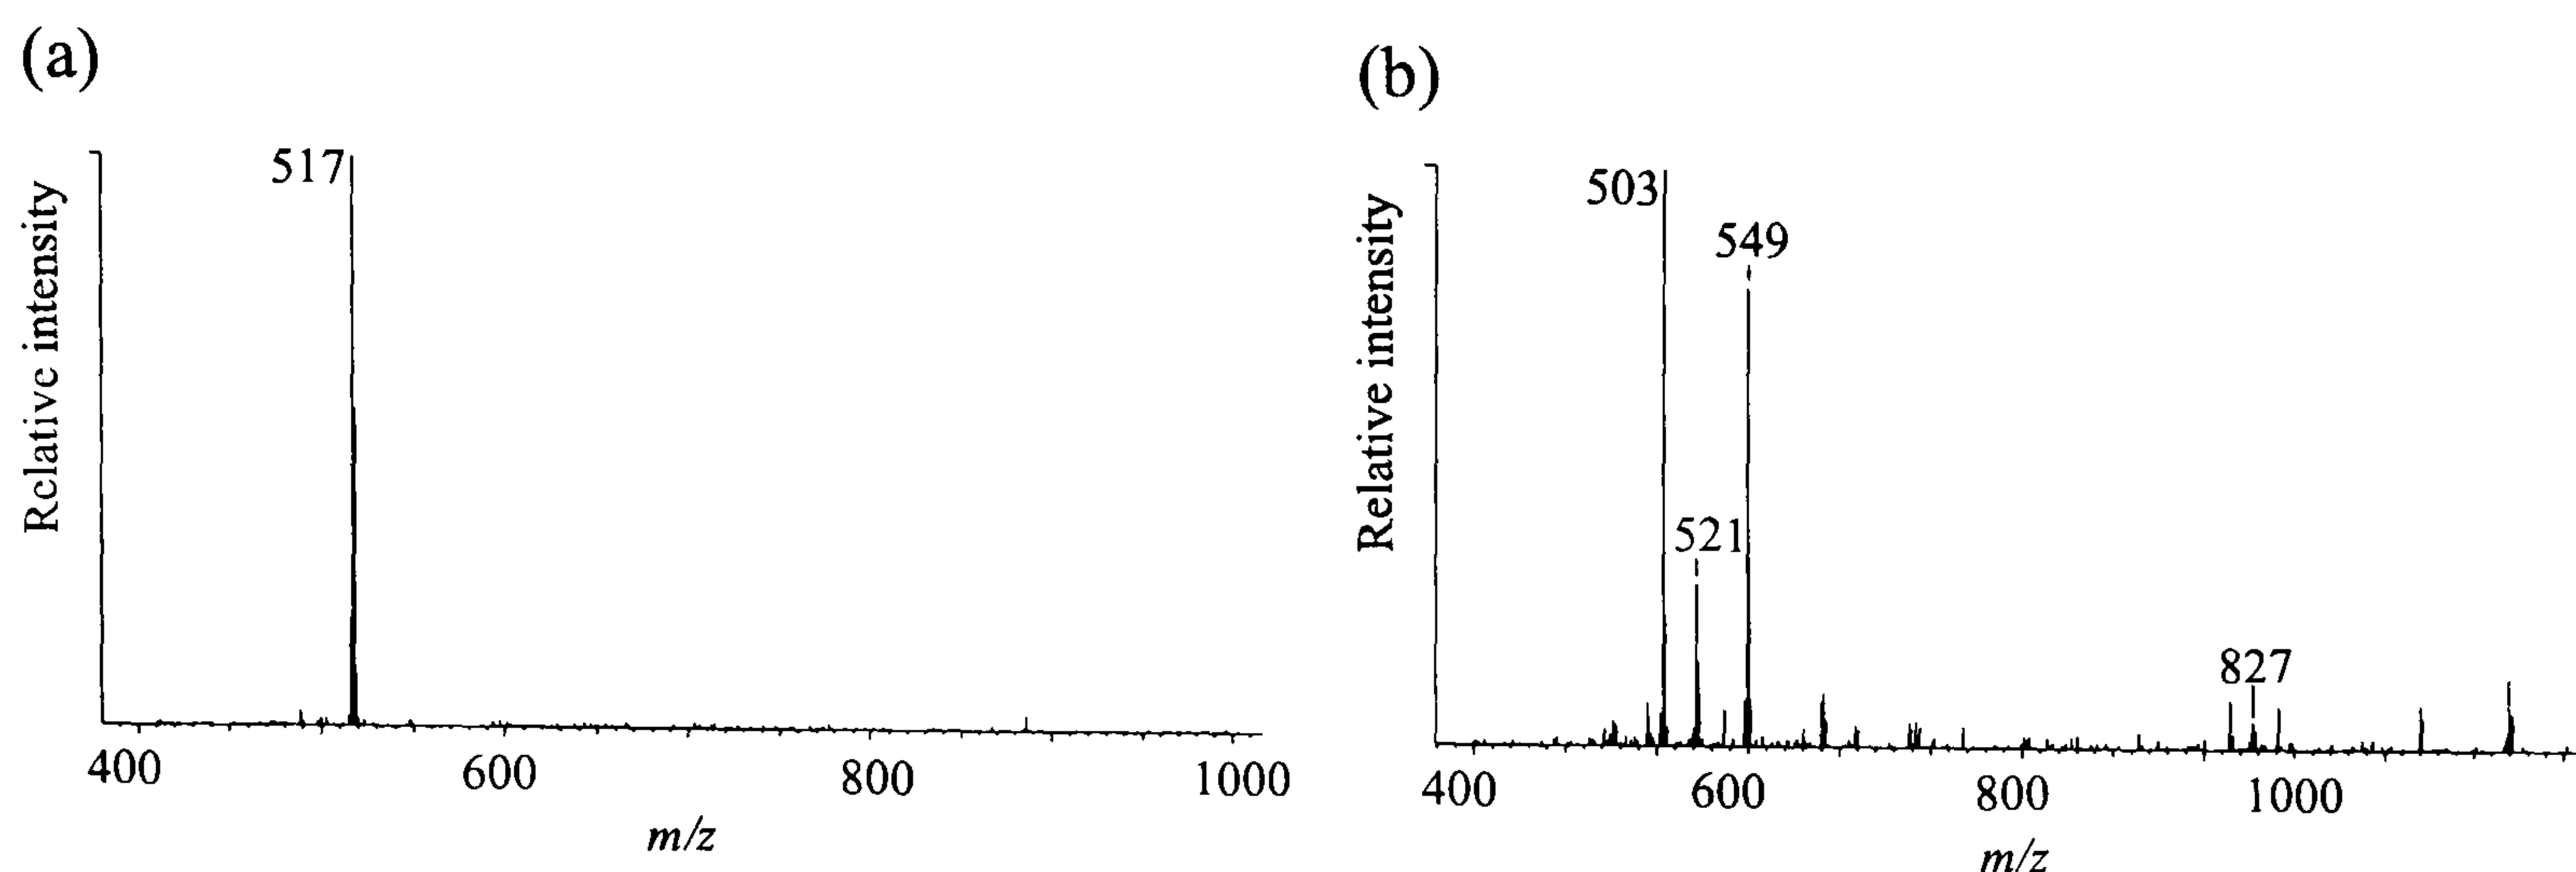 (a)
Relative intensity
517
400 600 800 1000
m/z
(b)
Relative intensity
503
549
521
827
400 600 800 1000
m/z